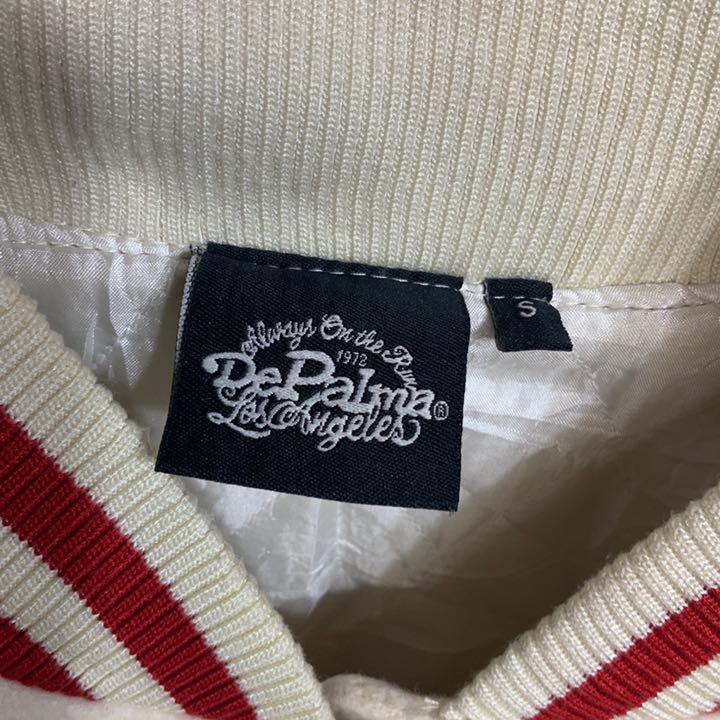 Always On the Run
1972
DePalma®
Los Angeles
S